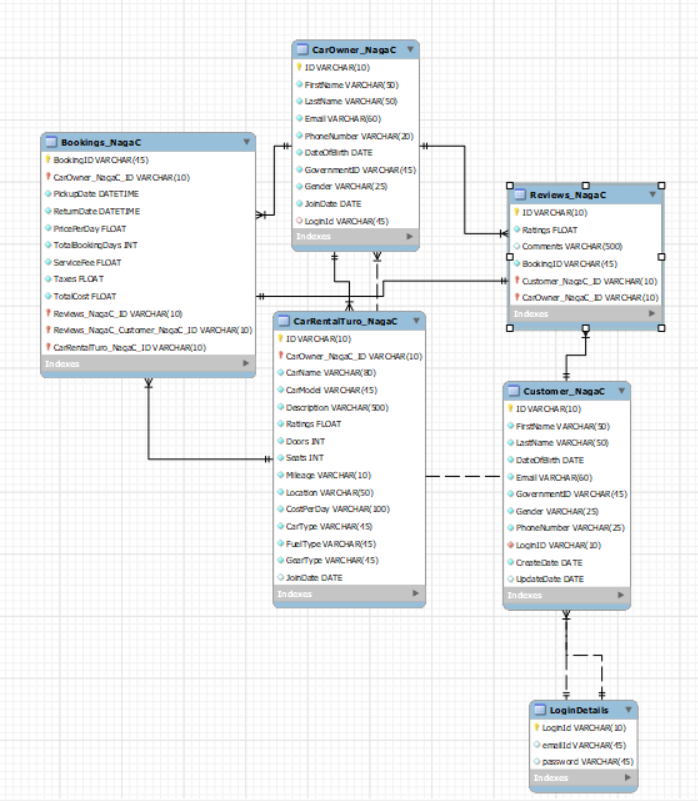 CarOwner_NagaC
ID VARCHAR(10)
FirstName VARCHAR(50)
LastName VARCHAR(50)
Email VARCHAR(60)
PhoneNumber VARCHAR(20)
DateOfBirth DATE
GovernmentID VARCHAR(45)
Gender VARCHAR(25)
JoinDate DATE
LoginId VARCHAR(45)
Indexes
Bookings_NagaC
BookingID VARCHAR(45)
CarOwner_NagaC_ID VARCHAR(10)
PickupDate DATETIME
ReturnDate DATETIME
PricePerDay FLOAT
TotalBookingDays INT
ServiceFee FLOAT
Taxes FLOAT
TotalCost FLOAT
Reviews_NagaC_ID VARCHAR(10)
Reviews_NagaC_Customer_NagaC_ID VARCHAR(10)
CarRentalTuro_NagaC_ID VARCHAR(10)
Indexes
Reviews_NagaC
ID VARCHAR(10)
Ratings FLOAT
Comments VARCHAR(500)
BookingID VARCHAR(45)
Customer_NagaC_ID VARCHAR(10)
CarOwner_NagaC_ID VARCHAR(10)
Indexes
CarRentalTuro_NagaC
ID VARCHAR(10)
CarOwner_NagaC_ID VARCHAR(10)
CarName VARCHAR(80)
CarModel VARCHAR(45)
Description VARCHAR(500)
Ratings FLOAT
Doors INT
Seats INT
Mileage VARCHAR(10)
Location VARCHAR(50)
CostPerDay VARCHAR(100)
CarType VARCHAR(45)
FuelType VARCHAR(45)
GearType VARCHAR(45)
JoinDate DATE
Indexes
Customer_NagaC
ID VARCHAR(10)
FirstName VARCHAR(50)
LastName VARCHAR(50)
DateOfBirth DATE
Email VARCHAR(60)
GovernmentID VARCHAR(45)
Gender VARCHAR(25)
PhoneNumber VARCHAR(25)
LoginID VARCHAR(10)
CreateDate DATE
UpdateDate DATE
Indexes
LoginDetails
LoginId VARCHAR(10)
emailId VARCHAR(45)
password VARCHAR(45)
Indexes